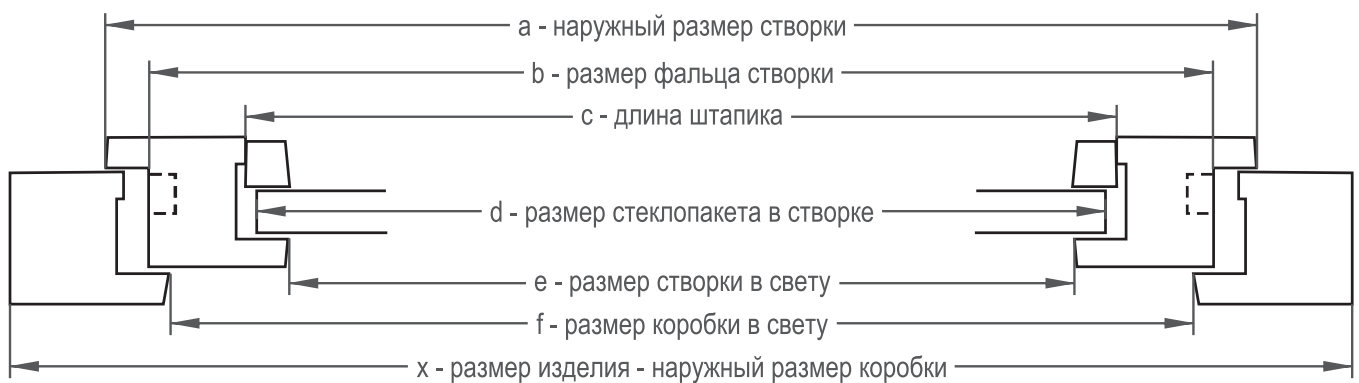 a - наружный размер створки
b - размер фальца створки
c - длина штапика
d - размер стеклопакета в створке
e - размер створки в свету
f - размер коробки в свету
x - размер изделия - наружный размер коробки